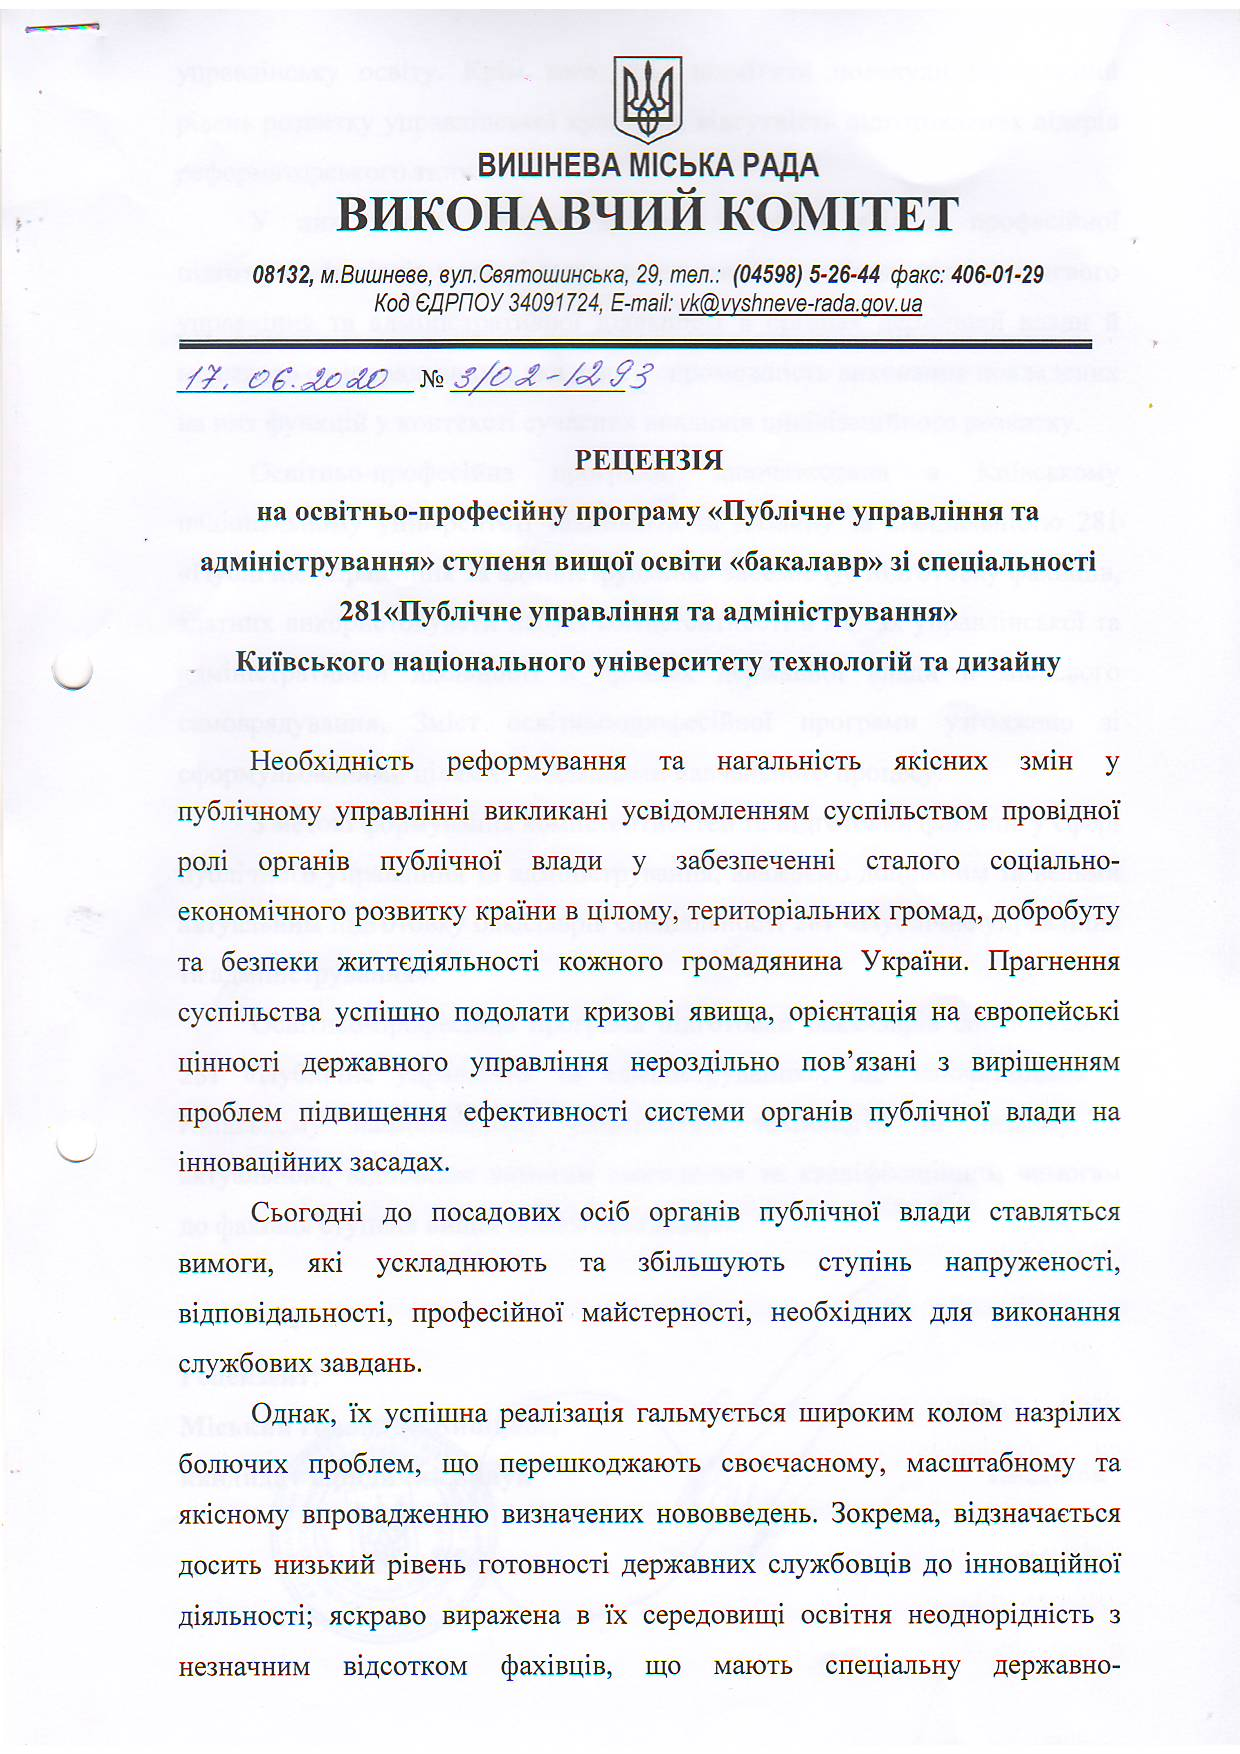 ВИШНЕВА МІСЬКА РАДА
ВИКОНАВЧИЙ КОМІТЕТ
08132, м.Вишневе, вул.Святошинська, 29, тел.: (04598) 5-26-44 факс: 406-01-29
Код ЄДРПОУ 34091724, E-mail: vk@vyshneve-rada.gov.ua
17.06.2020 № 3/02-1293
РЕЦЕНЗІЯ
на освітньо-професійну програму «Публічне управління та
адміністрування» ступеня вищої освіти «бакалавр» зі спеціальності
281«Публічне управління та адміністрування»
Київського національного університету технологій та дизайну
Необхідність реформування та нагальність якісних змін у
публічному управлінні викликані усвідомленням суспільством провідної
ролі органів публічної влади у забезпеченні сталого соціально-
економічного розвитку країни в цілому, територіальних громад, добробуту
та безпеки життєдіяльності кожного громадянина України. Прагнення
суспільства успішно подолати кризові явища, орієнтація на європейські
цінності державного управління нероздільно пов’язані з вирішенням
проблем підвищення ефективності системи органів публічної влади на
інноваційних засадах.
Сьогодні до посадових осіб органів публічної влади ставляться
вимоги, які ускладнюють та збільшують ступінь напруженості,
відповідальності, професійної майстерності, необхідних для виконання
службових завдань.
Однак, їх успішна реалізація гальмується широким колом назрілих
болючих проблем, що перешкоджають своєчасному, масштабному та
якісному впровадженню визначених нововведень. Зокрема, відзначається
досить низький рівень готовності державних службовців до інноваційної
діяльності; яскраво виражена в їх середовищі освітня неоднорідність з
незначним відсотком фахівців, що мають спеціальну державно-